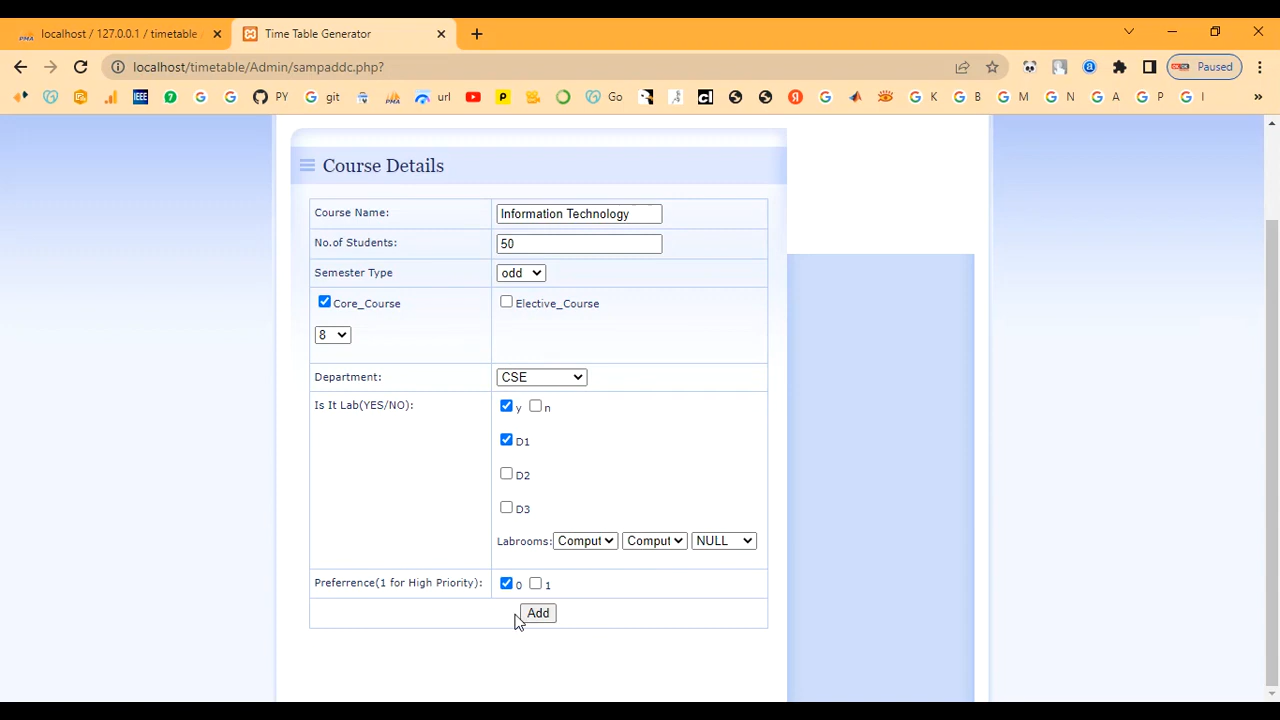 localhost / 127.0.0.1 / timetable
Time Table Generator
localhost/timetable/Admin/sampaddc.php?
Paused
IEEE
PY
git
url
Go
K
B
M
N
A
P
I
»
Course Details
Course Name:
Information Technology
No.of Students:
50
Semester Type
odd
Core_Course
Elective_Course
8
Department:
CSE
Is It Lab(YES/NO):
y n
D1
D2
D3
Labrooms: Comput Comput NULL
Preferrence(1 for High Priority):
0 1
Add